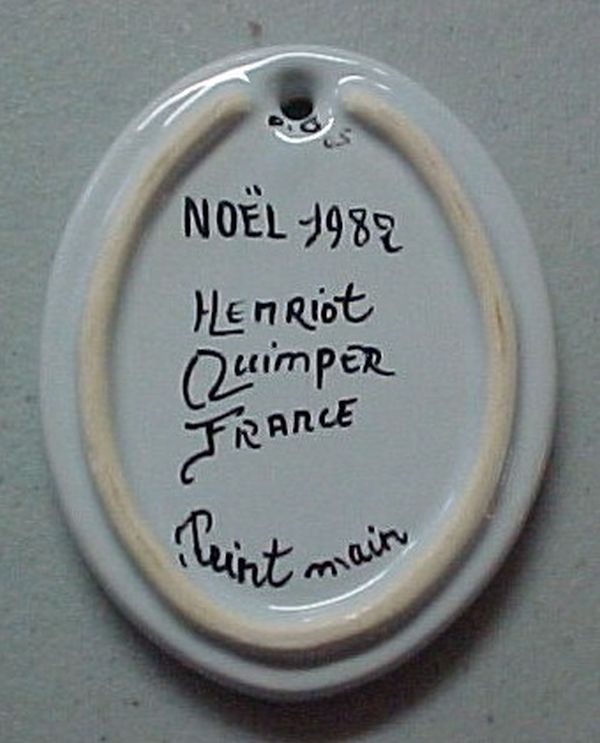 NOËL 1982
HENRiot
QuimpER
FRANCE
Peint main